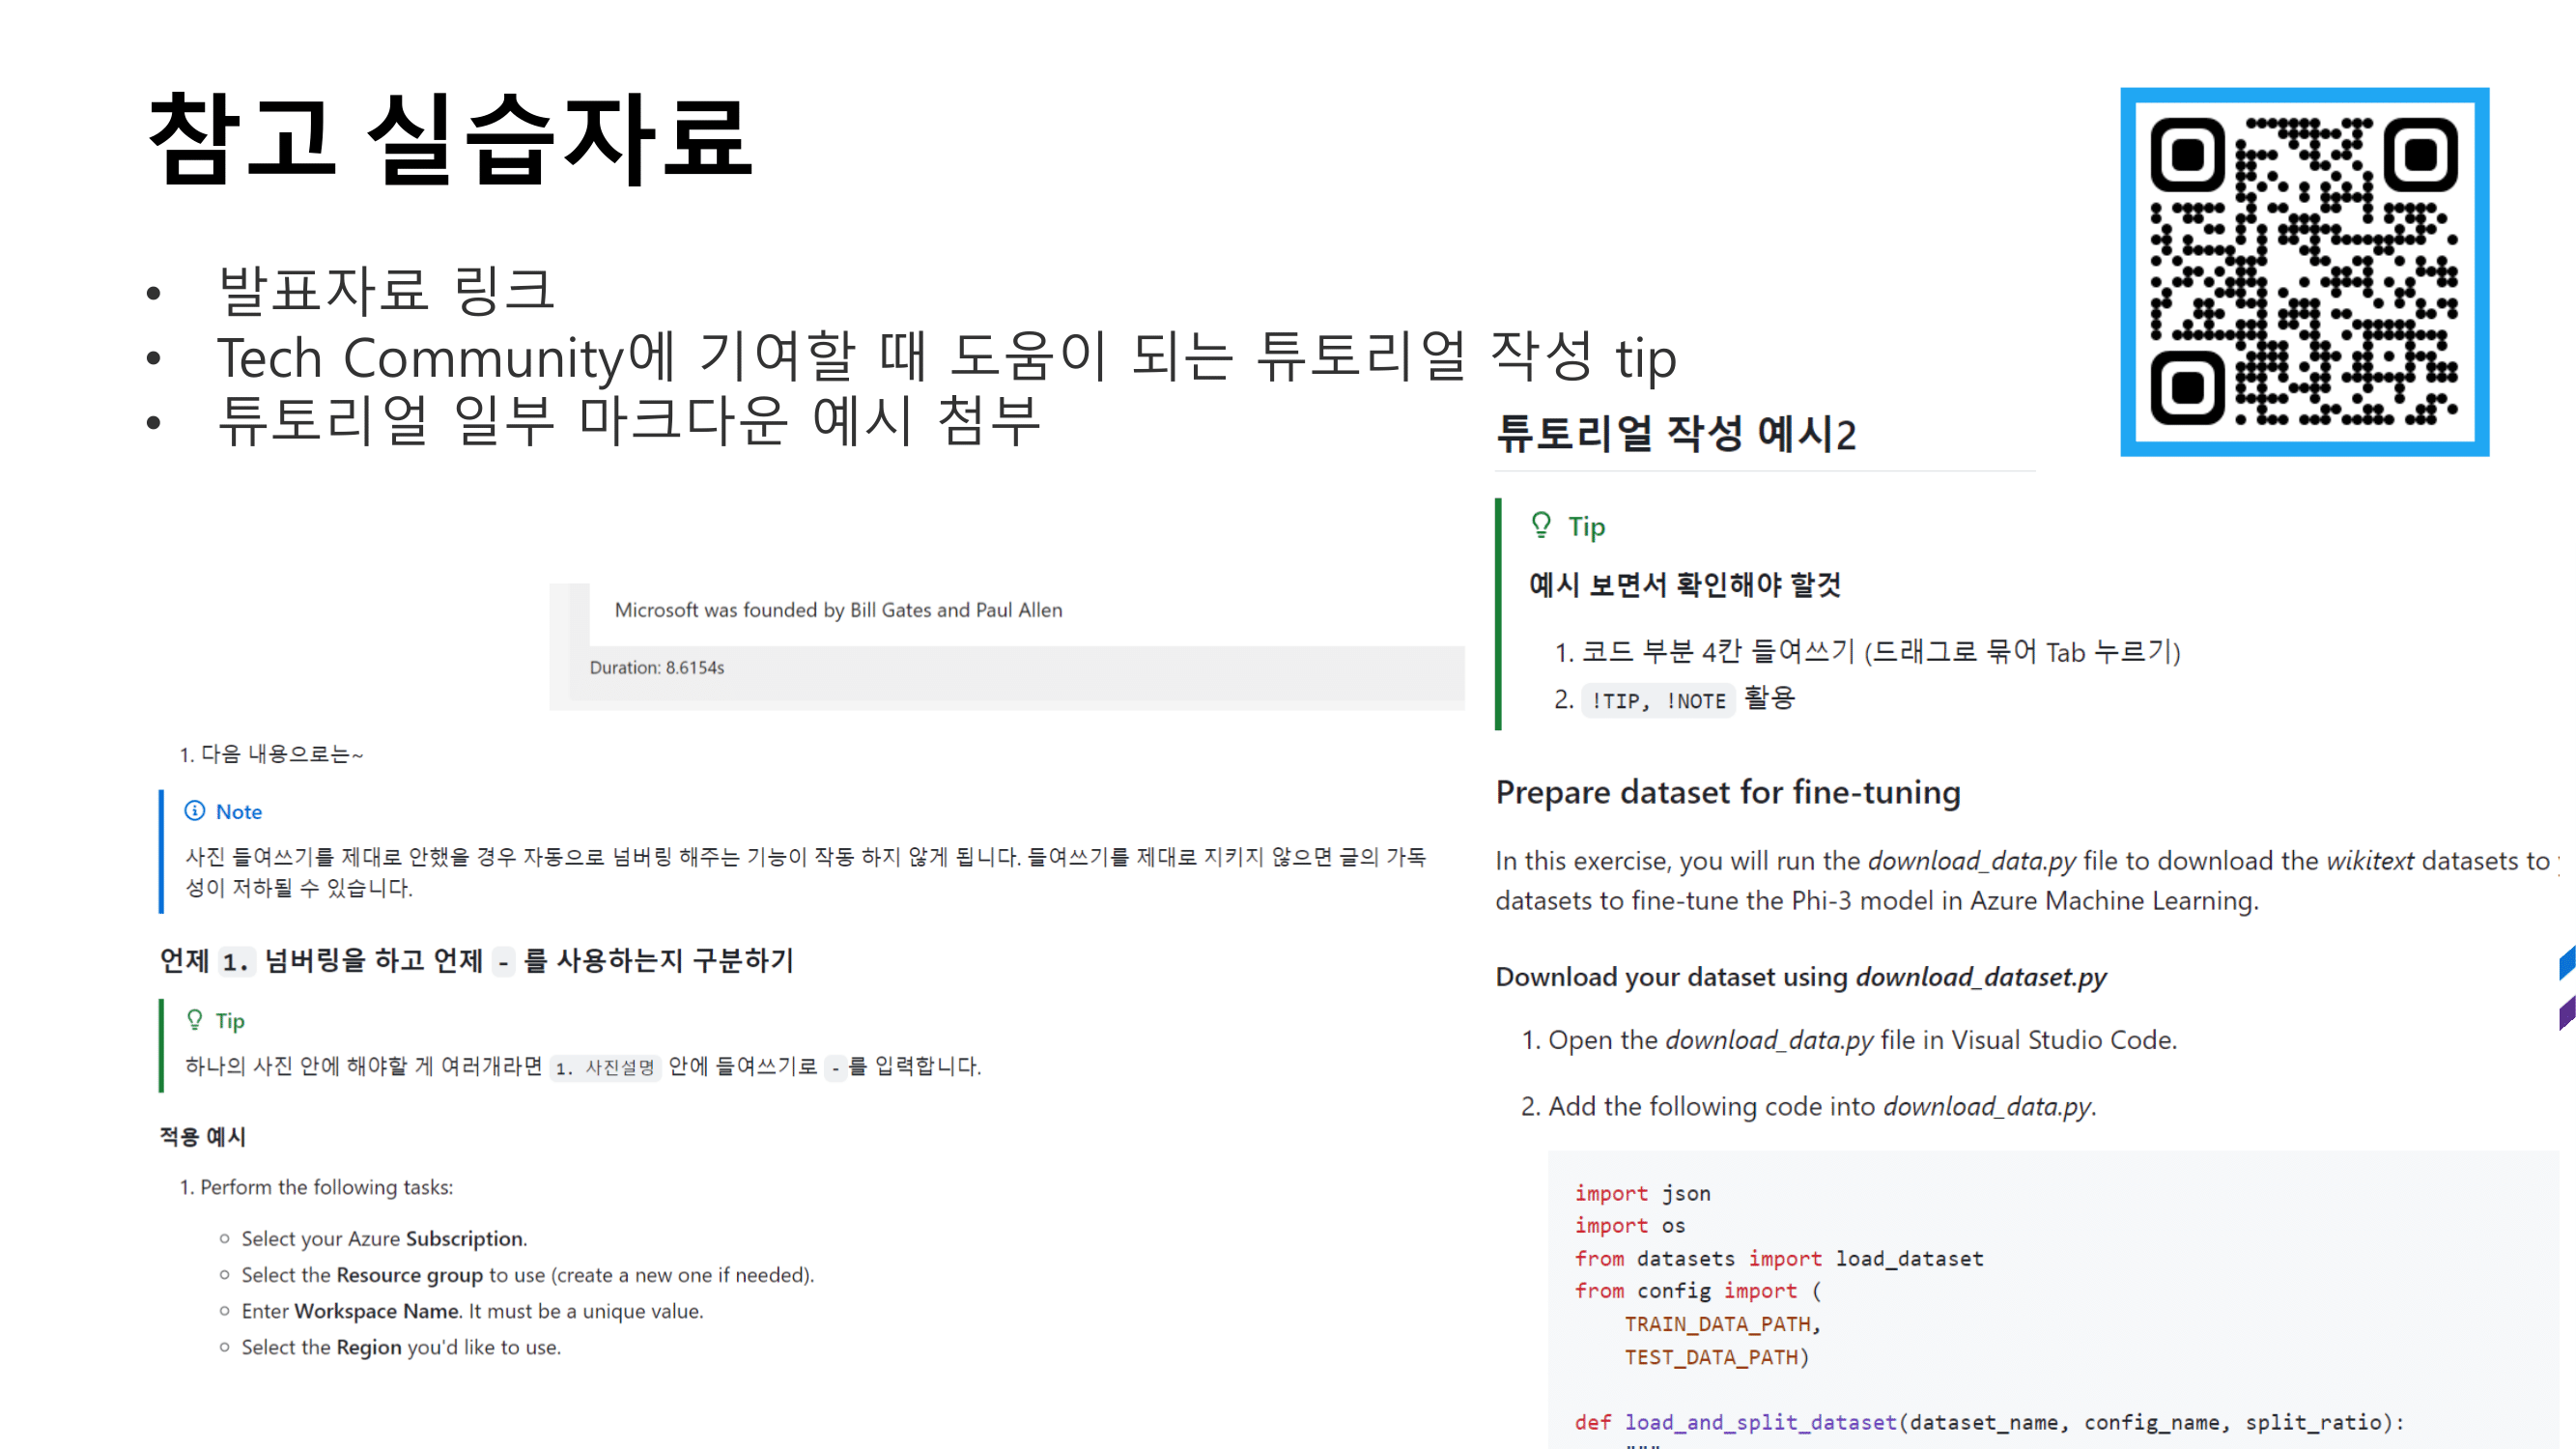 참고 실습자료
• 발표자료 링크
• Tech Community에 기여할 때 도움이 되는 튜토리얼 작성 tip
• 튜토리얼 일부 마크다운 예시 첨부
Microsoft was founded by Bill Gates and Paul Allen
Duration: 8.6154s
1. 다음 내용으로는~
Note
사진 들여쓰기를 제대로 안했을 경우 자동으로 넘버링 해주는 기능이 작동 하지 않게 됩니다. 들여쓰기를 제대로 지키지 않으면 글의 가독
성이 저하될 수 있습니다.
언제 1. 넘버링을 하고 언제 - 를 사용하는지 구분하기
Tip
하나의 사진 안에 해야할 게 여러개라면 1. 사진설명 안에 들여쓰기로 - 를 입력합니다.
적용 예시
1. Perform the following tasks:
Select your Azure Subscription.
Select the Resource group to use (create a new one if needed).
Enter Workspace Name. It must be a unique value.
Select the Region you'd like to use.
튜토리얼 작성 예시2
Tip
예시 보면서 확인해야 할것
1. 코드 부분 4칸 들여쓰기 (드래그로 묶어 Tab 누르기)
2. !TIP, !NOTE 활용
Prepare dataset for fine-tuning
In this exercise, you will run the download_data.py file to download the wikitext datasets to
datasets to fine-tune the Phi-3 model in Azure Machine Learning.
Download your dataset using download_dataset.py
1. Open the download_data.py file in Visual Studio Code.
2. Add the following code into download_data.py.
import json
import os
from datasets import load_dataset
from config import (
TRAIN_DATA_PATH,
TEST_DATA_PATH)
def load_and_split_dataset(dataset_name, config_name, split_ratio):